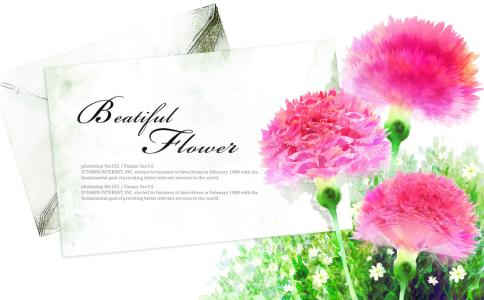 Beatiful
Flower
photoshop Ver.CS2 / Painter Ver.9.5
VITAMIN INTERNET, INC. started its business in Seou Korea in February 1988 with the
fundamental goal of providing better internet services to the world.
photoshop Ver.CS2 / Painter Ver.9.5
VITAMIN INTERNET, INC. started its business in Seou Korea in February 1988 with the
fundamental goal of providing better internet services to the world.